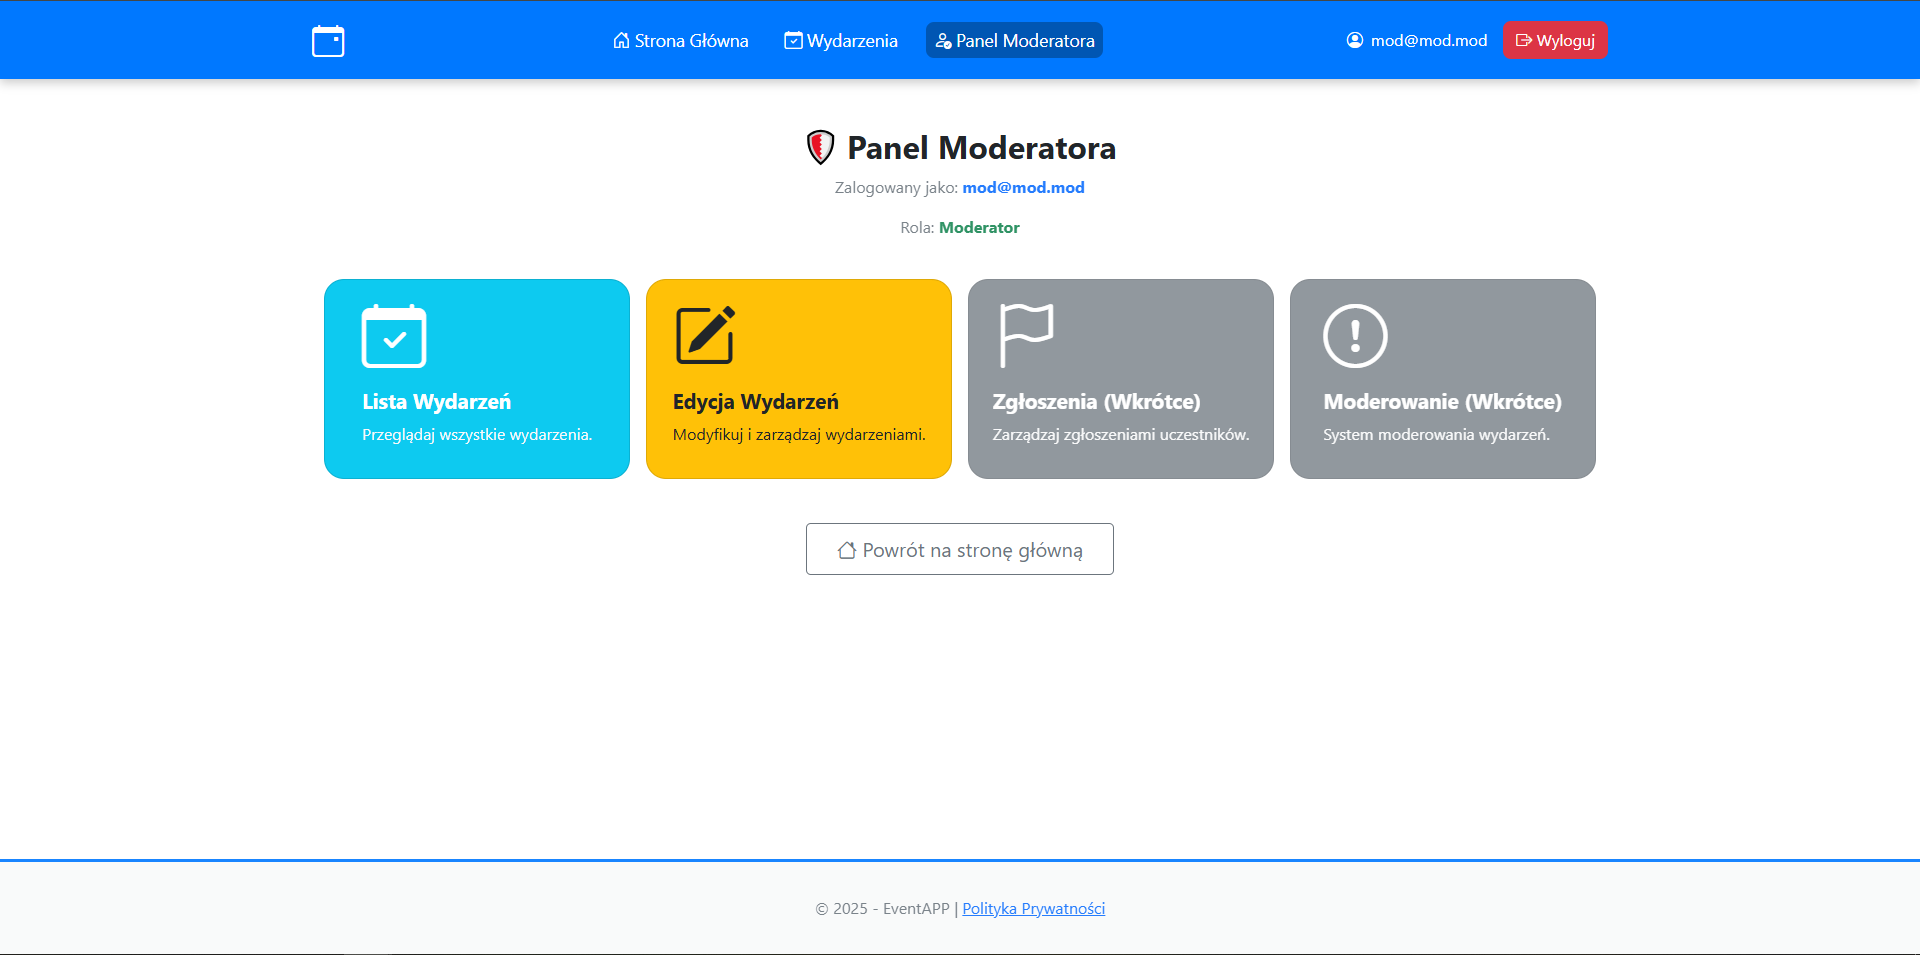 Strona Główna
Wydarzenia
Panel Moderatora
mod@mod.mod
Wyloguj
Panel Moderatora
Zalogowany jako: mod@mod.mod
Rola: Moderator
Lista Wydarzeń
Przeglądaj wszystkie wydarzenia.
Edycja Wydarzeń
Modyfikuj i zarządzaj wydarzeniami.
Zgłoszenia (Wkrótce)
Zarządzaj zgłoszeniami uczestników.
Moderowanie (Wkrótce)
System moderowania wydarzeń.
Powrót na stronę główną
© 2025 - EventAPP | Polityka Prywatności